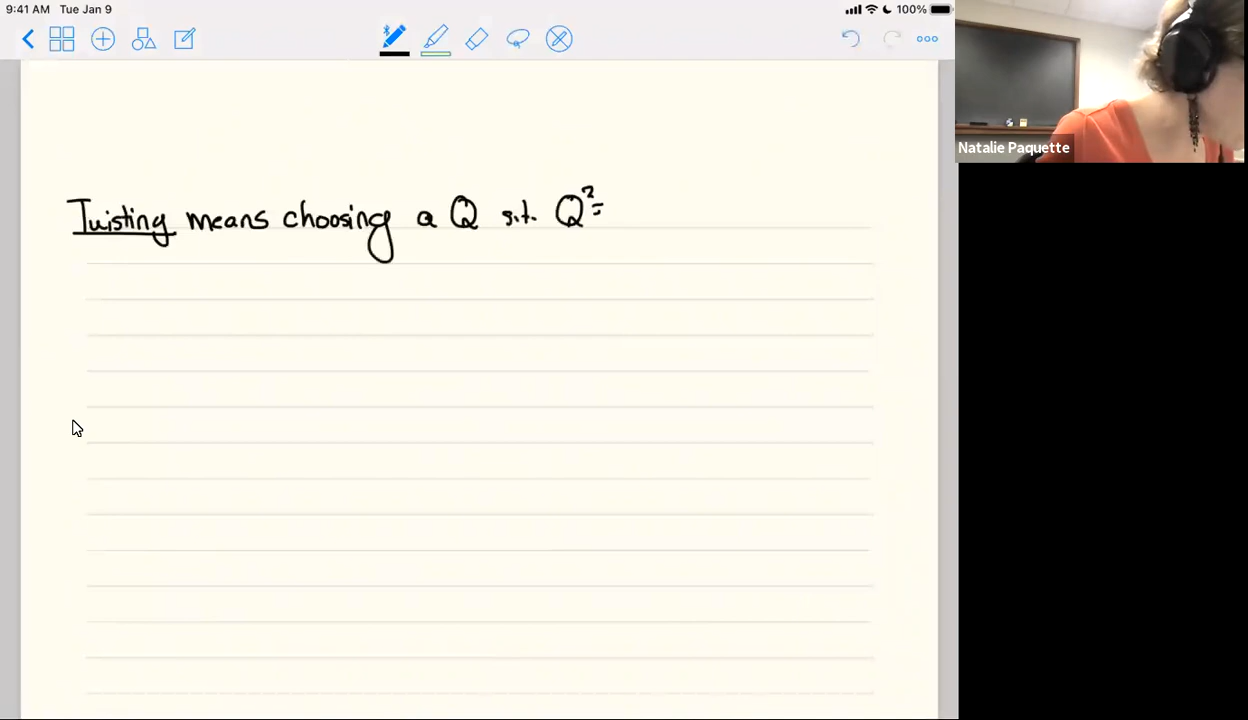 9:41 AM Tue Jan 9
100%
Natalie Paquette
Twisting means choosing a Q s.t. Q²=